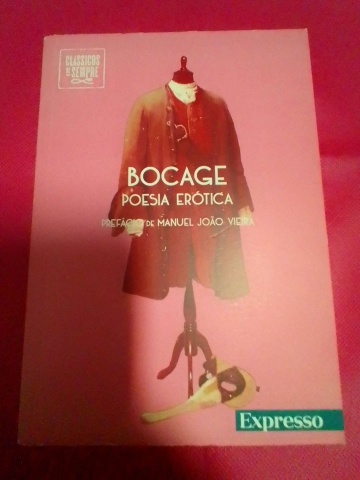 CLÁSSICOS
DE SEMPRE
BOCAGE
POESIA ERÓTICA
PREFÁCIO DE MANUEL JOÃO VIEIRA
Expresso